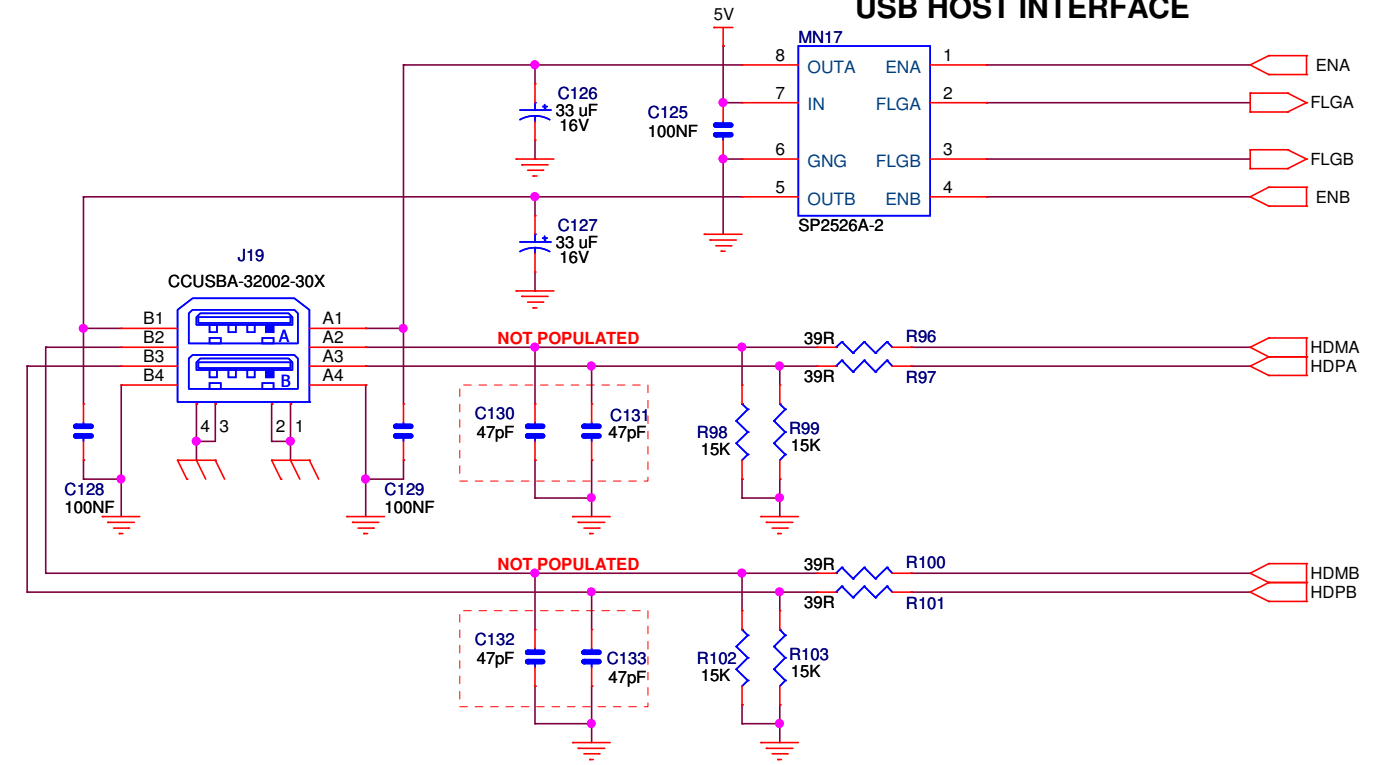 USB HOST INTERFACE
5V
MN17
8 OUTA ENA 1 ENA
7 IN FLGA 2 FLGA
6 GNG FLGB 3 FLGB
5 OUTB ENB 4 ENB
SP2526A-2
C126
33 uF
16V
C125
100NF
C127
33 uF
16V
J19
CCUSBA-32002-30X
B1 A1
B2 A2
B3 A3
B4 A4
A
B
4 3 2 1
C128
100NF
C129
100NF
NOT POPULATED
39R R96 HDMA
39R R97 HDPA
C130
47pF
C131
47pF
R98
15K
R99
15K
NOT POPULATED
39R R100 HDMB
39R R101 HDPB
C132
47pF
C133
47pF
R102
15K
R103
15K